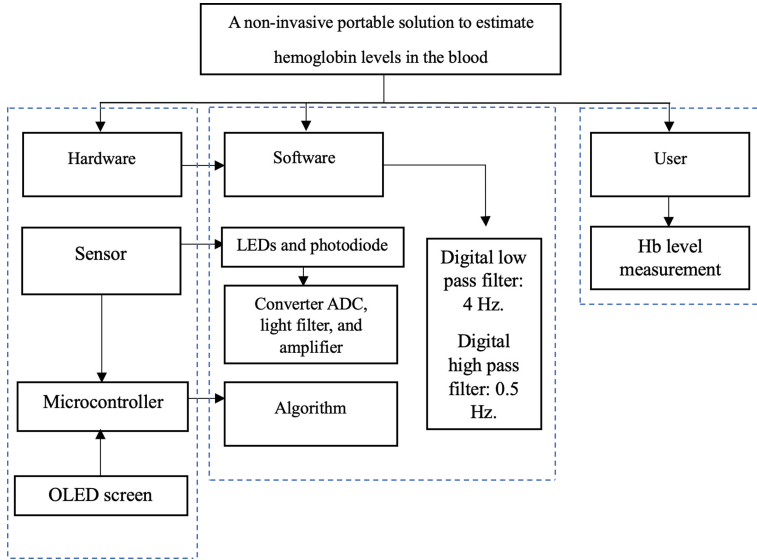 A non-invasive portable solution to estimate
hemoglobin levels in the blood
Hardware
Software
User
Sensor
LEDs and photodiode
Hb level
measurement
Converter ADC,
light filter, and
amplifier
Digital low
pass filter:
4 Hz.
Digital
high pass
filter: 0.5
Hz.
Microcontroller
Algorithm
OLED screen